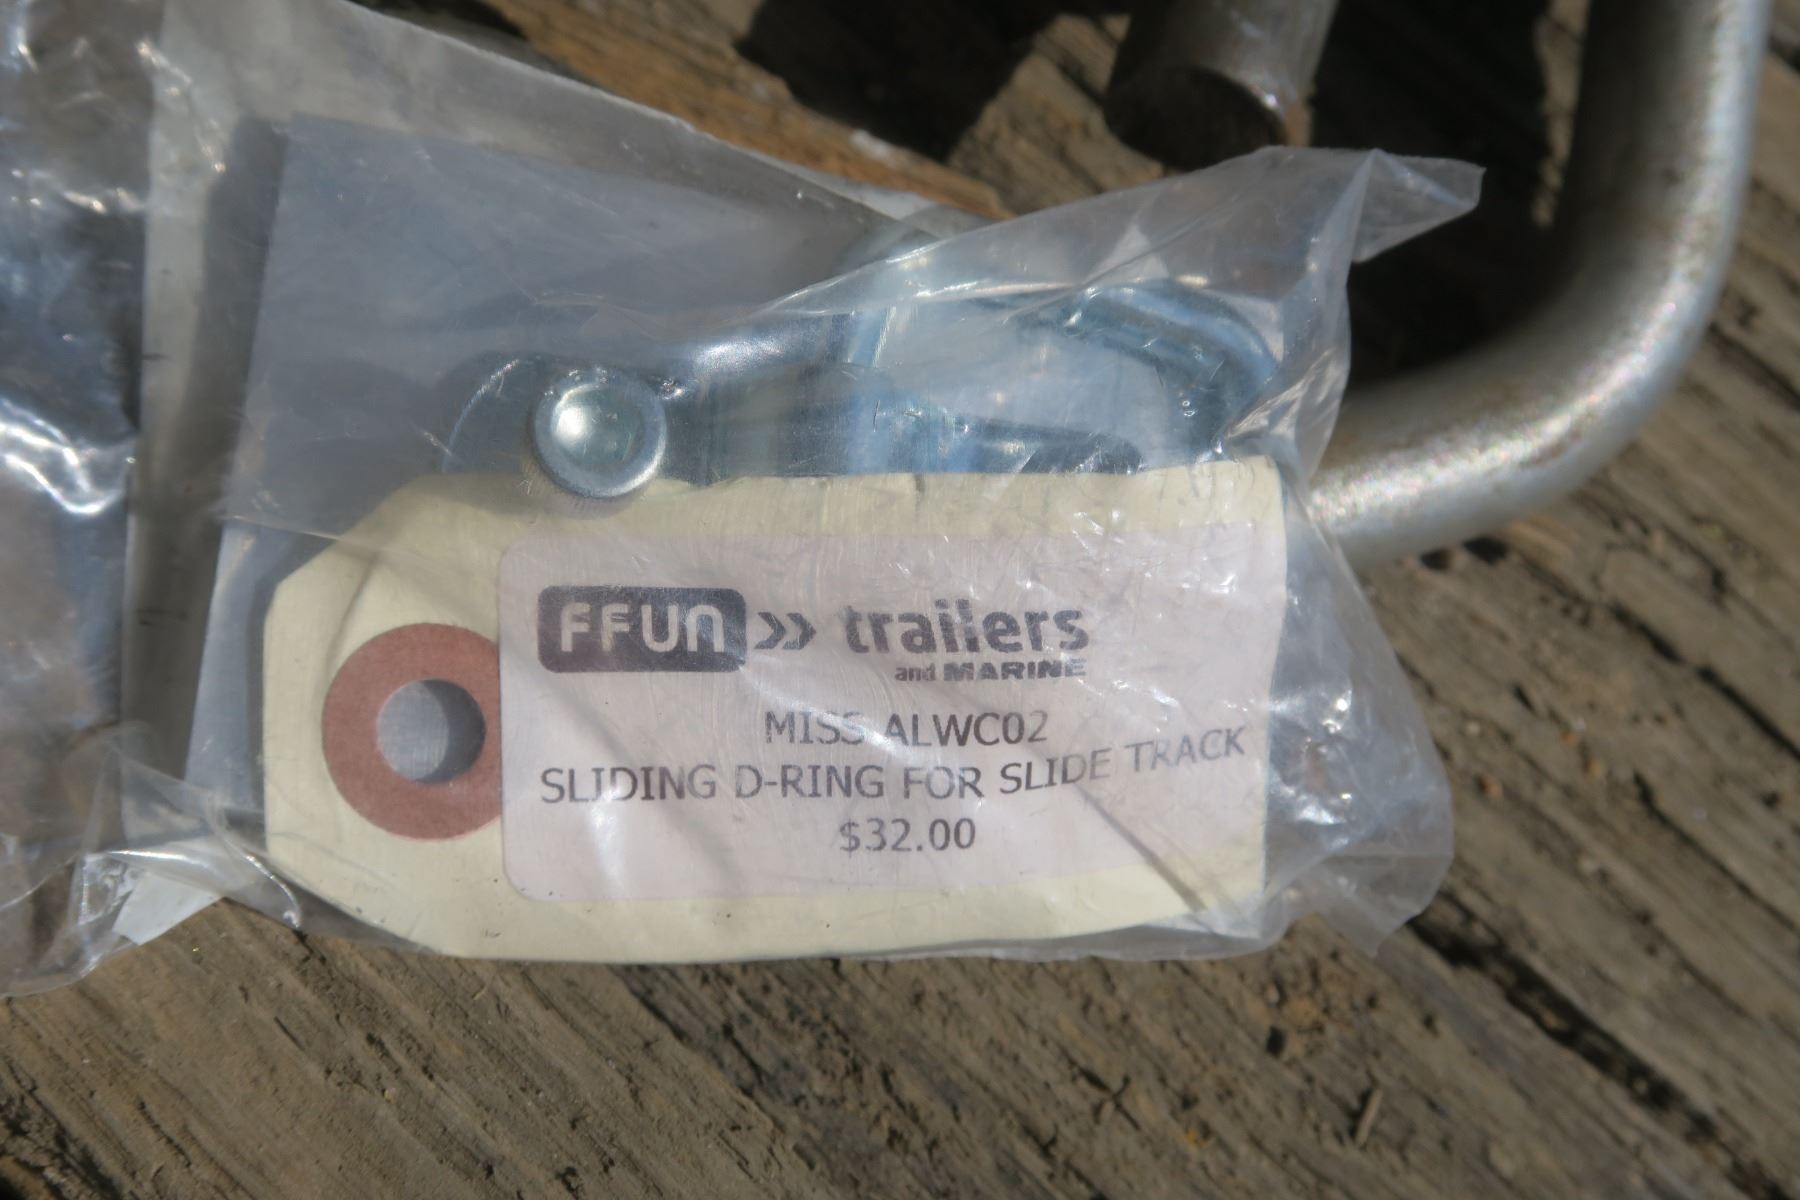 FFUN >> trailers
and MARINE
MISS ALWC02
SLIDING D-RING FOR SLIDE TRACK
$32.00